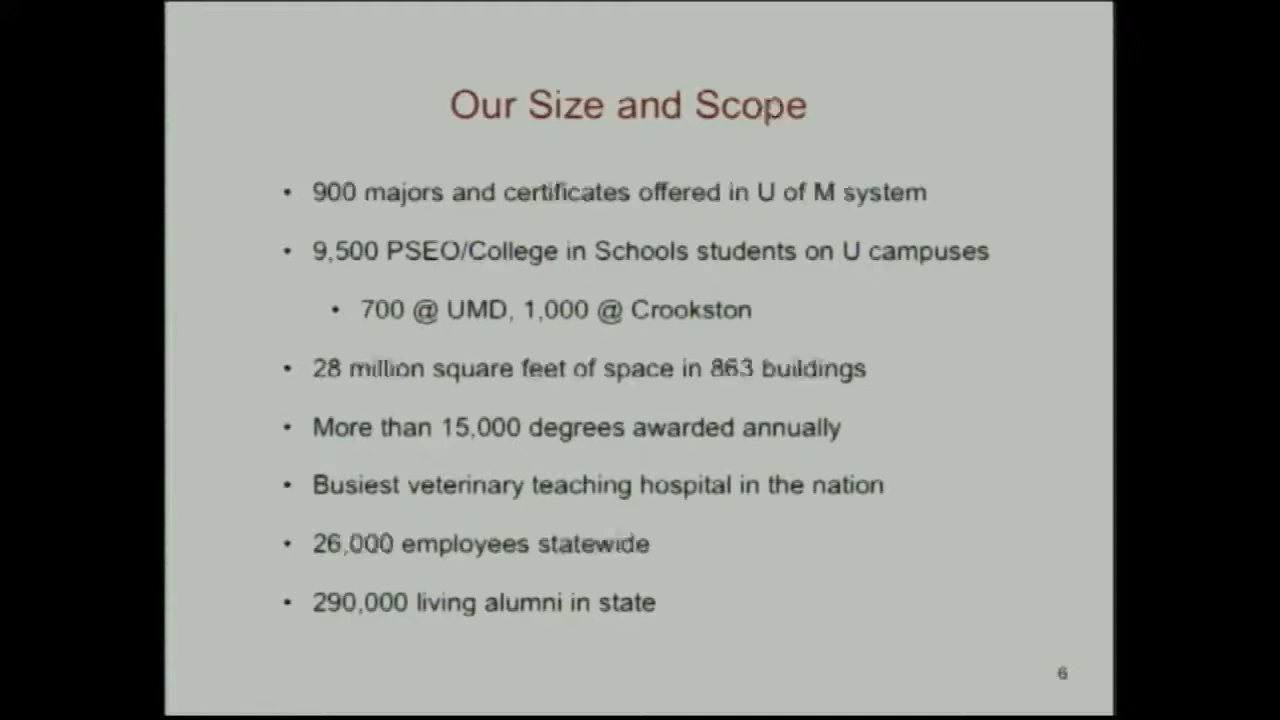 Our Size and Scope
• 900 majors and certificates offered in U of M system
• 9,500 PSEO/College in Schools students on U campuses
• 700 @ UMD, 1,000 @ Crookston
• 28 million square feet of space in 863 buildings
• More than 15,000 degrees awarded annually
• Busiest veterinary teaching hospital in the nation
• 26,000 employees statewide
• 290,000 living alumni in state
6